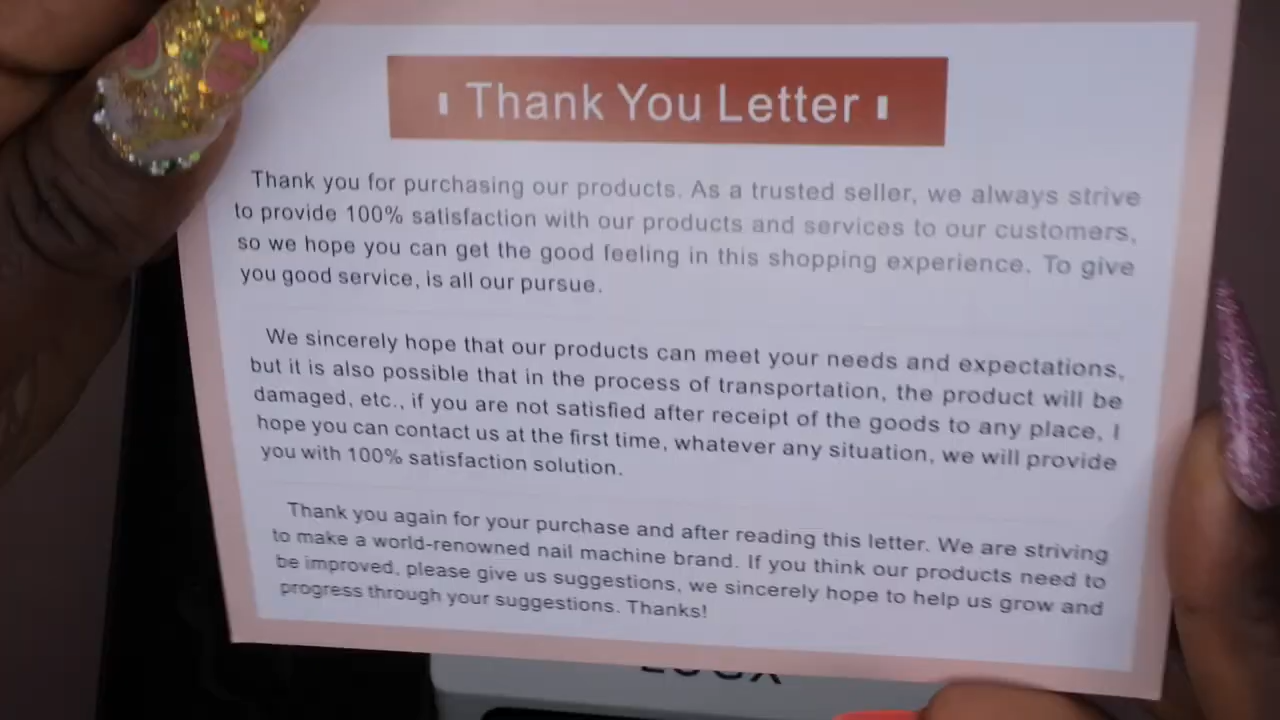 Thank You Letter
Thank you for purchasing our products. As a trusted seller, we always strive
to provide 100% satisfaction with our products and services to our customers,
so we hope you can get the good feeling in this shopping experience. To give
you good service, is all our pursue.
We sincerely hope that our products can meet your needs and expectations,
but it is also possible that in the process of transportation, the product will be
damaged, etc., if you are not satisfied after receipt of the goods to any place, I
hope you can contact us at the first time, whatever any situation, we will provide
you with 100% satisfaction solution.
Thank you again for your purchase and after reading this letter. We are striving
to make a world-renowned nail machine brand. If you think our products need to
be improved, please give us suggestions, we sincerely hope to help us grow and
progress through your suggestions. Thanks!